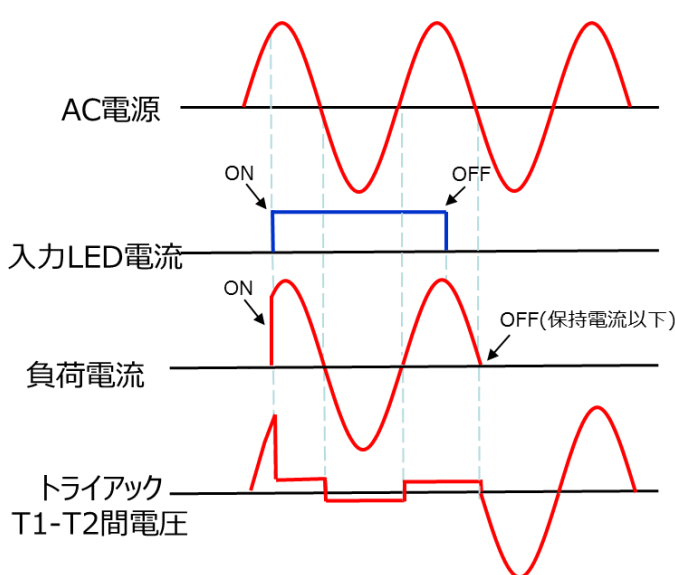 AC電源
ON
OFF
入力LED電流
ON
OFF(保持電流以下)
負荷電流
トライアック
T1-T2間電圧